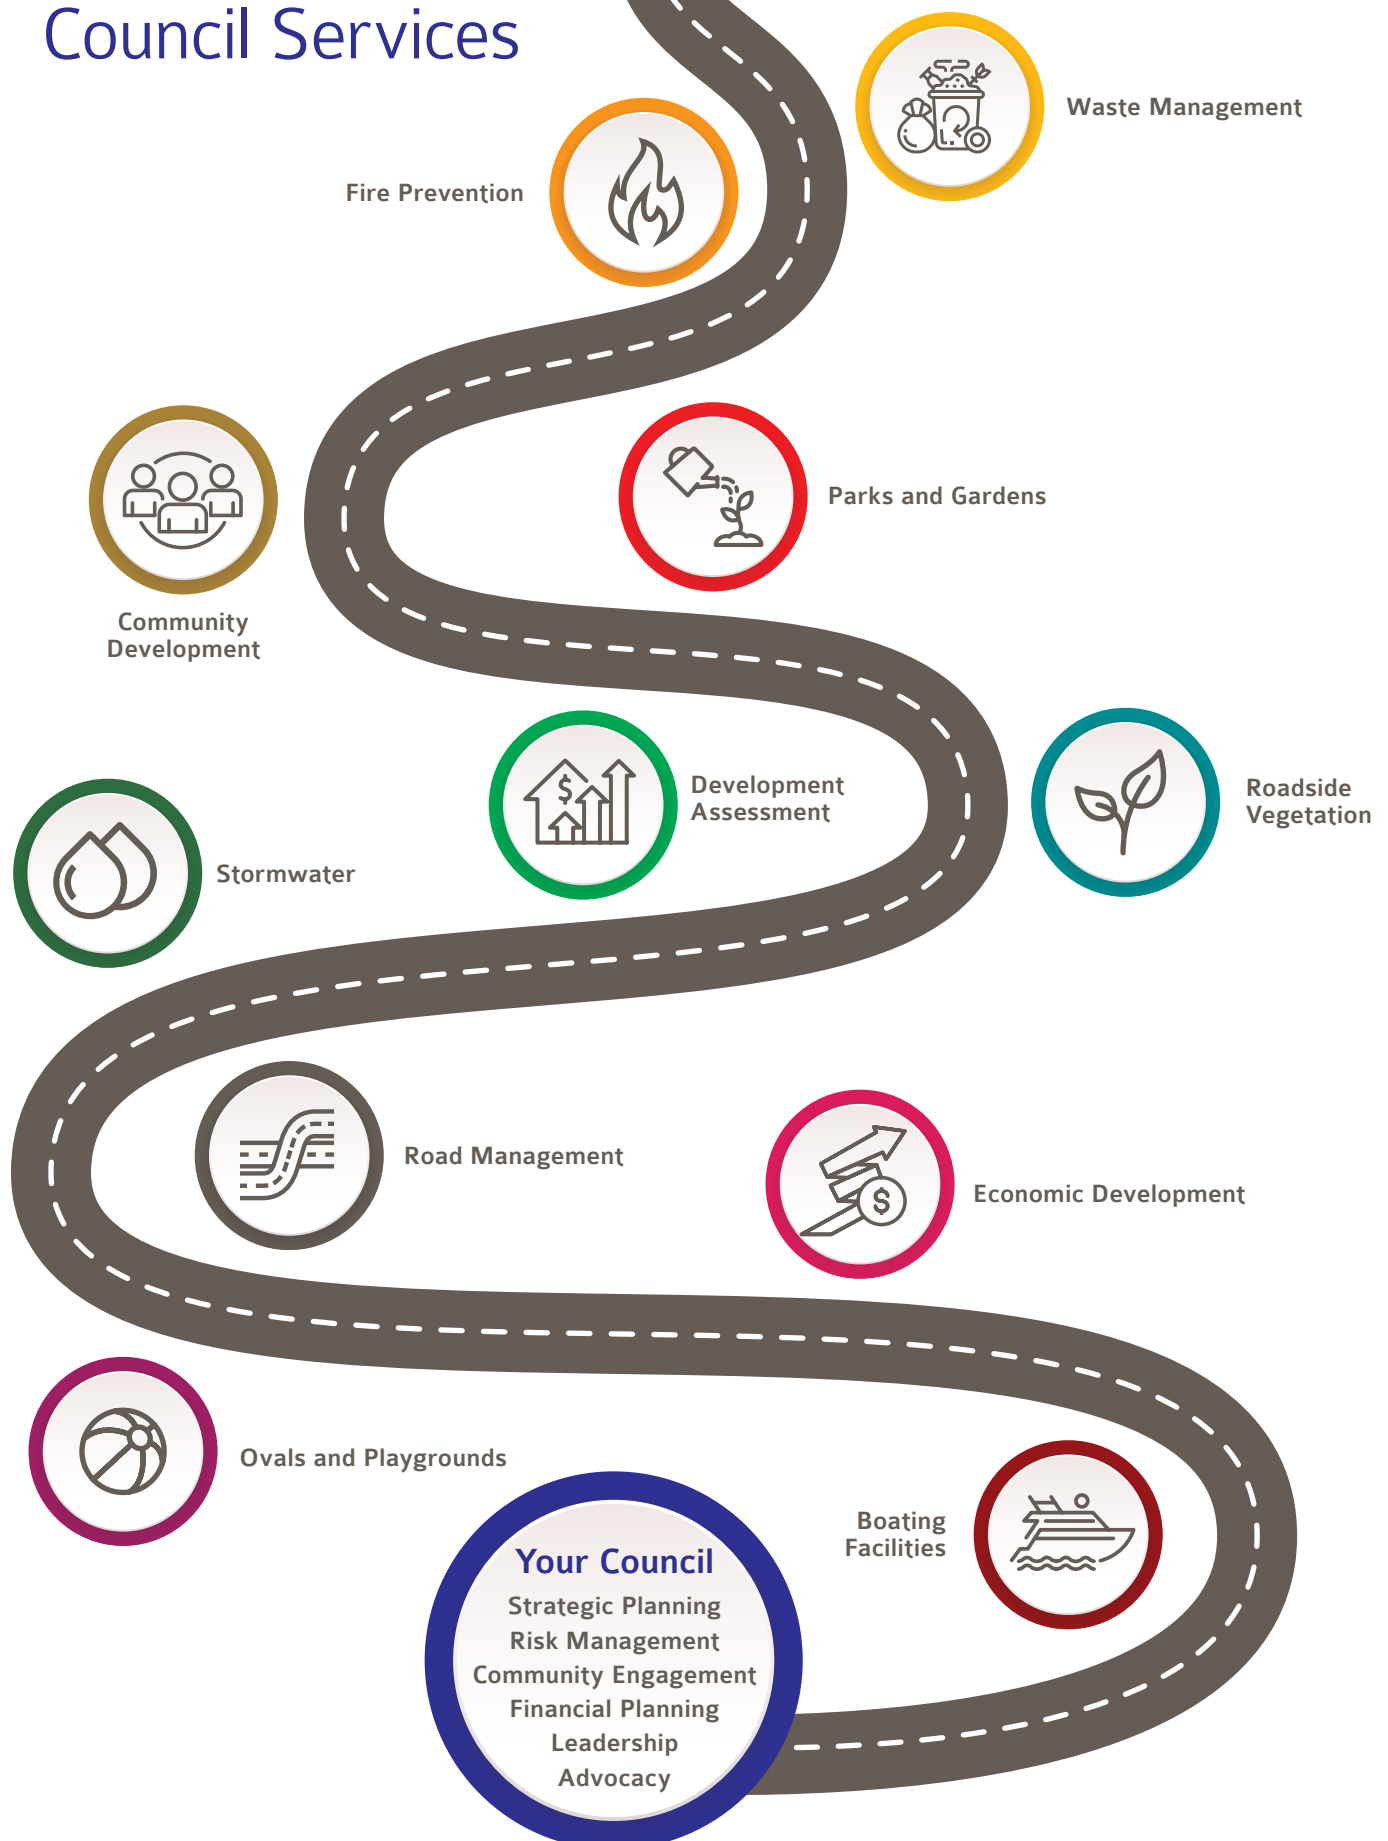 Council Services
Waste Management
Fire Prevention
Parks and Gardens
Community
Development
Development
Assessment
Roadside
Vegetation
Stormwater
Road Management
Economic Development
Ovals and Playgrounds
Boating
Facilities
Your Council
Strategic Planning
Risk Management
Community Engagement
Financial Planning
Leadership
Advocacy